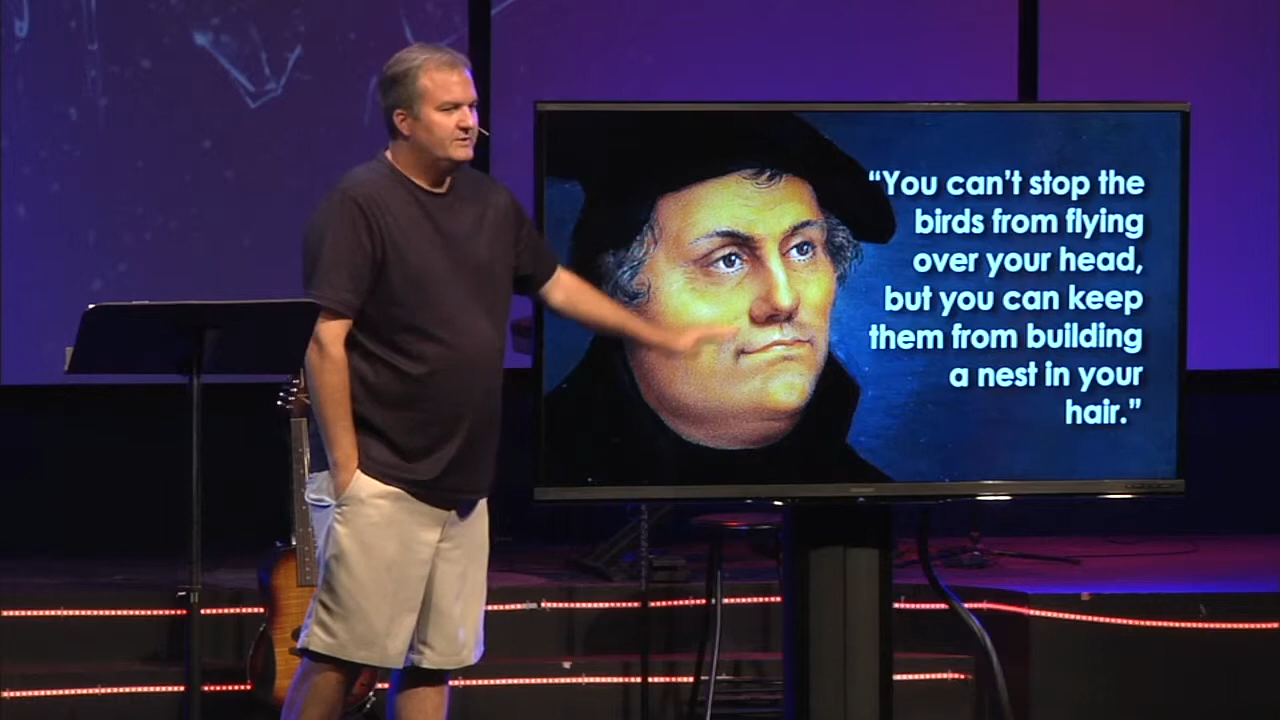 “You can’t stop the
birds from flying
over your head,
but you can keep
them from building
a nest in your
hair.”